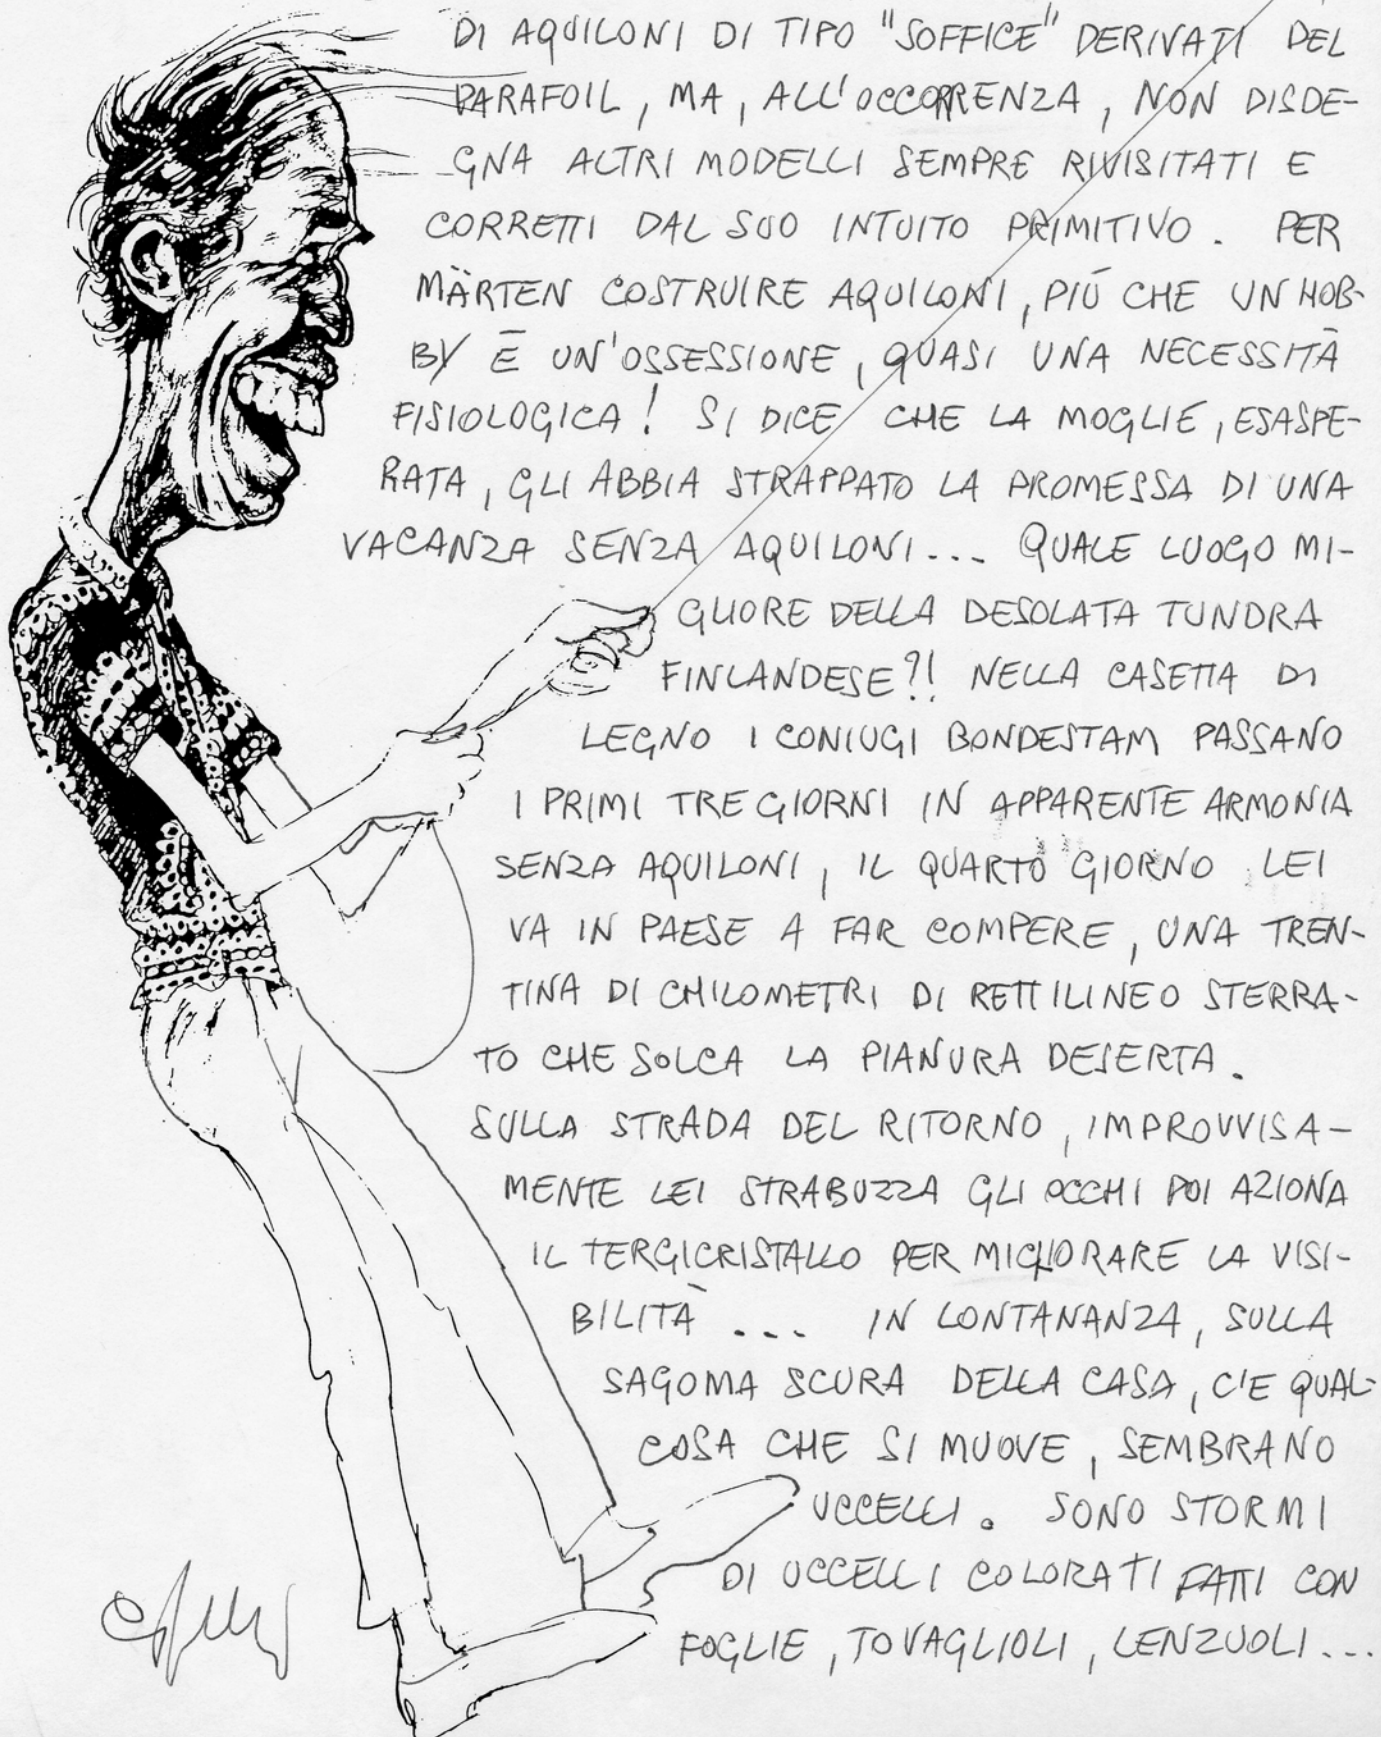 DI AQUILONI DI TIPO "SOFFICE" DERIVATI DEL
PARAFOIL, MA, ALL'OCCORRENZA, NON DISDE-
GNA ALTRI MODELLI SEMPRE RIVISITATI E
CORRETTI DAL SUO INTUITO PRIMITIVO. PER
MÄRTEN COSTRUIRE AQUILONI, PIÚ CHE UN HOB-
BY É UN'OSSESSIONE, QUASI UNA NECESSITÀ
FISIOLOGICA! SI DICE CHE LA MOGLIE, ESASPE-
RATA, GLI ABBIA STRAPPATO LA PROMESSA DI UNA
VACANZA SENZA AQUILONI... QUALE LUOGO MI-
GLIORE DELLA DESOLATA TUNDRA
FINLANDESE?! NELLA CASETTA DI
LEGNO I CONIUGI BONDESTAM PASSANO
I PRIMI TRE GIORNI IN APPARENTE ARMONIA
SENZA AQUILONI, IL QUARTO GIORNO LEI
VA IN PAESE A FAR COMPERE, UNA TREN-
TINA DI CHILOMETRI DI RETTILINEO STERRA-
TO CHE SOLCA LA PIANURA DESERTA.
SULLA STRADA DEL RITORNO, IMPROVVISA-
MENTE LEI STRABUZZA GLI OCCHI POI AZIONA
IL TERGICRISTALLO PER MIGLIORARE LA VISI-
BILITÀ ... IN LONTANANZA, SULLA
SAGOMA SCURA DELLA CASA, C'E QUAL-
COSA CHE SI MUOVE, SEMBRANO
UCCELLI. SONO STORMI
DI UCCELLI COLORATI FATTI CON
FOGLIE, TOVAGLIOLI, LENZUOLI...